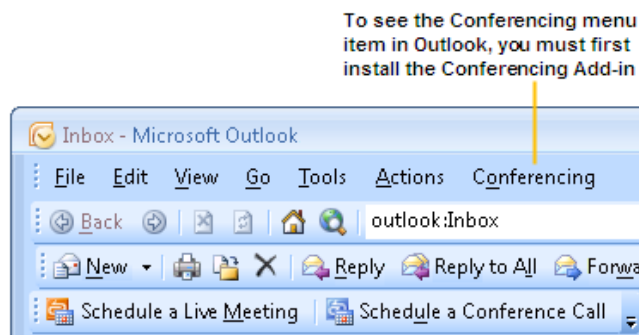 To see the Conferencing menu
item in Outlook, you must first
install the Conferencing Add-in
Inbox - Microsoft Outlook
File Edit View Go Tools Actions Conferencing
Back outlook:Inbox
New Reply Reply to All Forwa
Schedule a Live Meeting Schedule a Conference Call